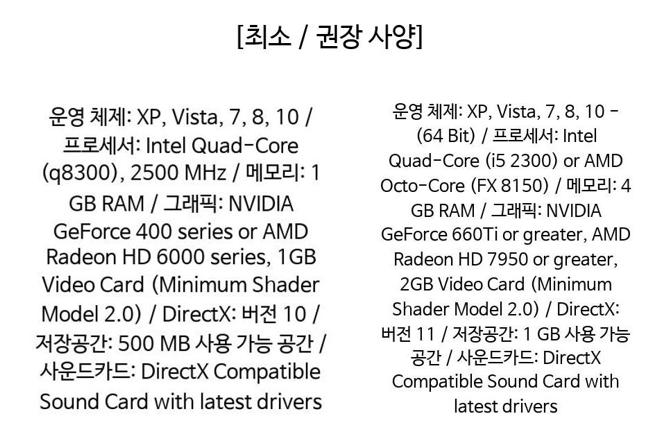 [최소 / 권장 사양]
운영 체제: XP, Vista, 7, 8, 10 /
프로세서: Intel Quad-Core
(q8300), 2500 MHz / 메모리: 1
GB RAM / 그래픽: NVIDIA
GeForce 400 series or AMD
Radeon HD 6000 series, 1GB
Video Card (Minimum Shader
Model 2.0) / DirectX: 버전 10 /
저장공간: 500 MB 사용 가능 공간 /
사운드카드: DirectX Compatible
Sound Card with latest drivers
운영 체제: XP, Vista, 7, 8, 10 -
(64 Bit) / 프로세서: Intel
Quad-Core (i5 2300) or AMD
Octo-Core (FX 8150) / 메모리: 4
GB RAM / 그래픽: NVIDIA
GeForce 660Ti or greater, AMD
Radeon HD 7950 or greater,
2GB Video Card (Minimum
Shader Model 2.0) / DirectX:
버전 11 / 저장공간: 1 GB 사용 가능
공간 / 사운드카드: DirectX
Compatible Sound Card with
latest drivers